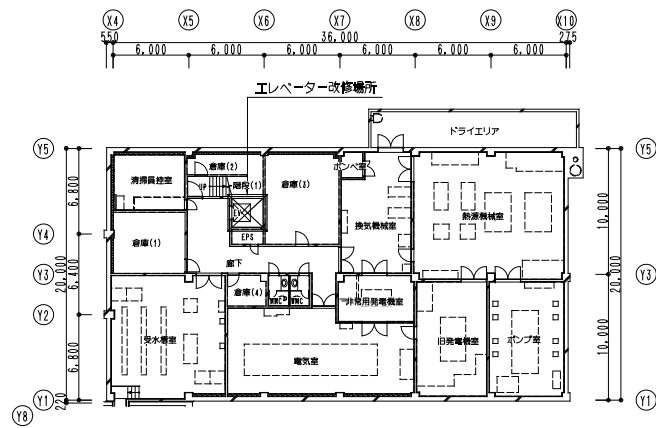 X4 X5 X6 X7 X8 X9 X10
550 36,000 275
6,000 6,000 6,000 6,000 6,000 6,000
エレベーター改修場所
ドライエリア
Y5 Y5
倉庫(2) ボンベ室
清掃員控室 UP 階段(1) 倉庫(3) 熱源機械室
6,800 10,000
EV
換気機械室
Y4 EPS
倉庫(1)
廊下
20,000 6,400 20,000
Y3 Y3
倉庫(4) WWC MWC 非常用発電機室
Y2
受水槽室 電気室 旧発電機室 ポンプ室
6,800 10,000
Y1 Y1
220
Y8